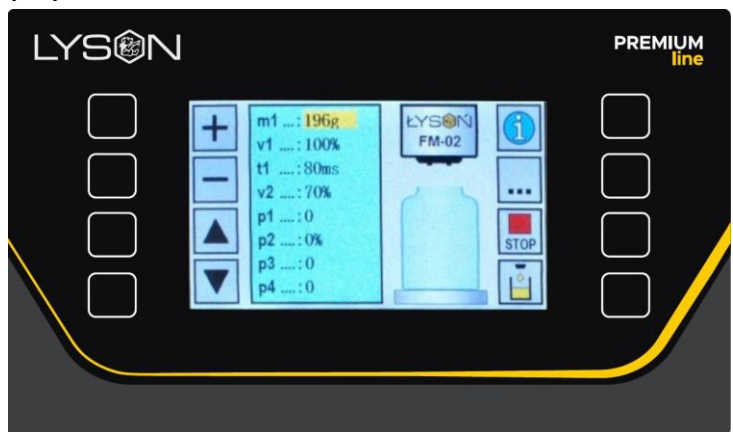 LYSON
PREMIUM
line
m1 ...: 196g
v1 ....: 100%
t1 ....: 80ms
v2 ....: 70%
p1 ....: 0
p2 ....: 0%
p3 ....: 0
p4 ....: 0
ŁYSOŃ
FM-02
i
...
STOP